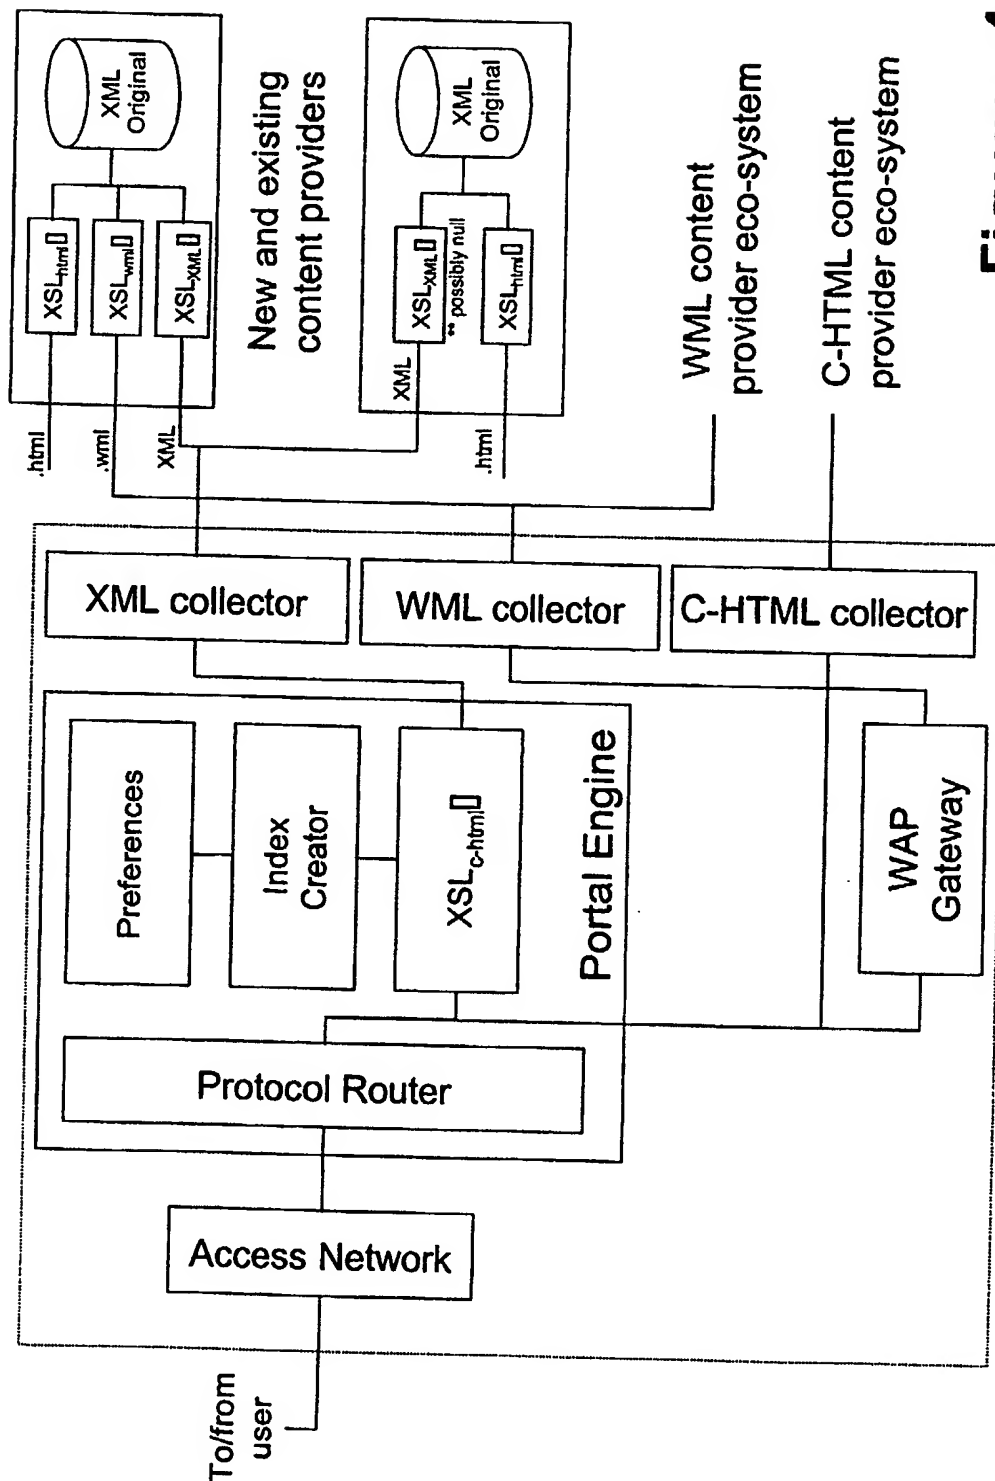 To/from
user
Access Network
Protocol Router
Preferences
Index
Creator
XSLc-html[]
Portal Engine
WAP
Gateway
XML collector
WML collector
C-HTML collector
.html
.wml
XML
XSLhtml[]
XSLwml[]
XSLXML[]
XML
Original
New and existing
content providers
XML
.html
XSLXML[]
** possibly null
XSLhtml[]
XML
Original
WML content
provider eco-system
C-HTML content
provider eco-system